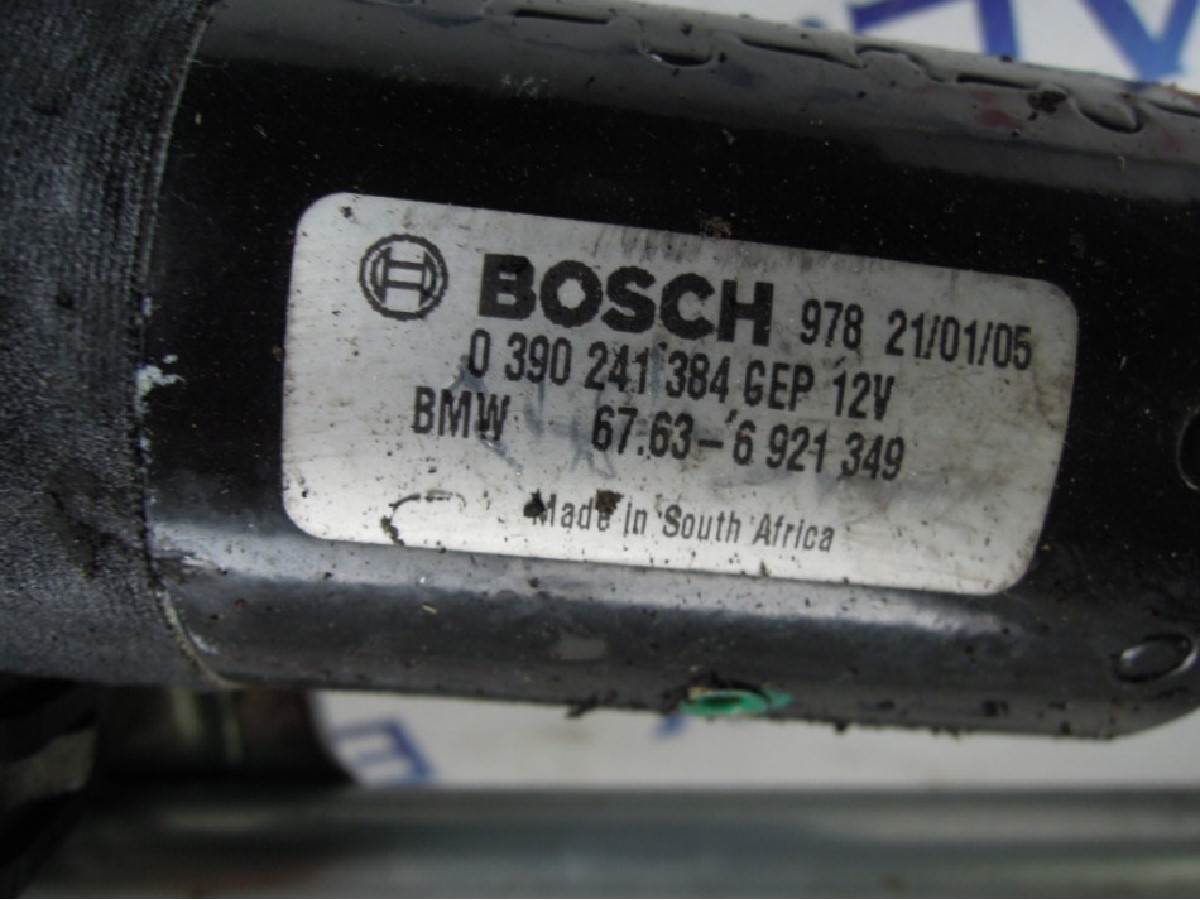 BOSCH 978 21/01/05
0 390 241 384 GEP 12V
BMW 67.63-6 921 349
Made in South Africa